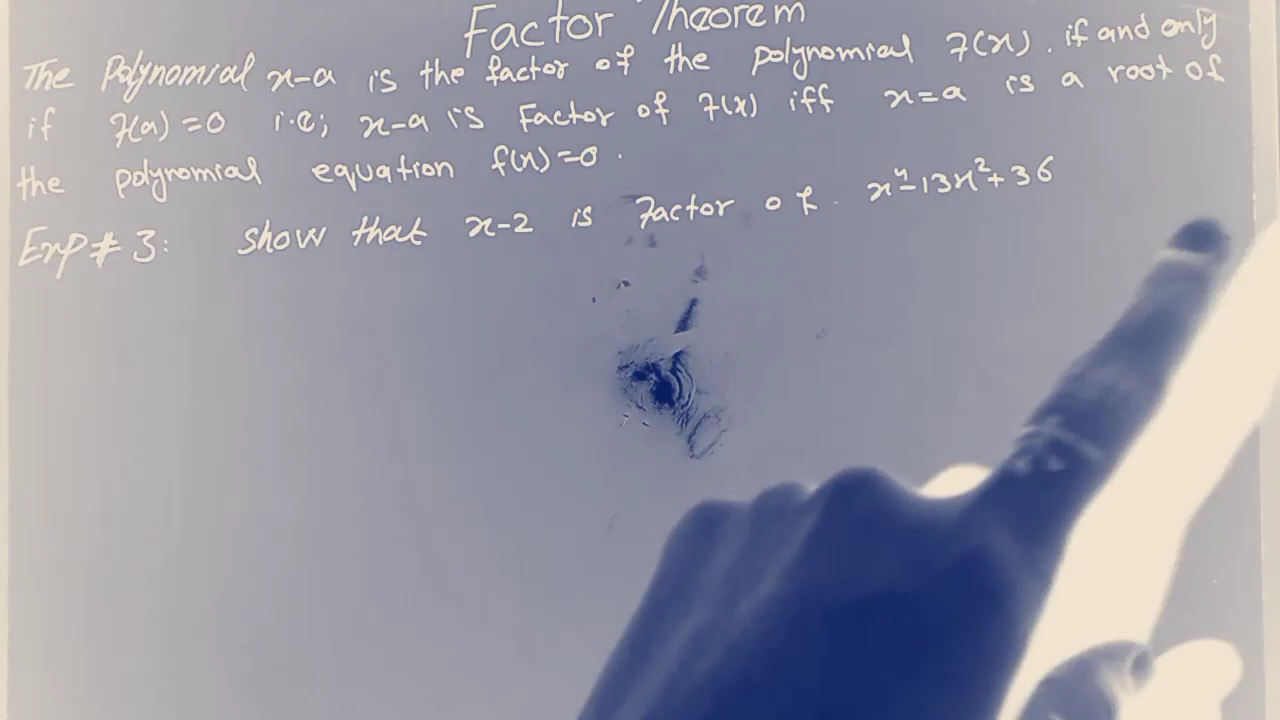 Factor Theorem
The Polynomial x-a is the factor of the polynomial f(x). if and only
if f(a)=0 i.e; x-a is Factor of f(x) iff x=a is a root of
the polynomial equation f(x)=0.
Exp # 3: show that x-2 is Factor of x⁴-13x²+36